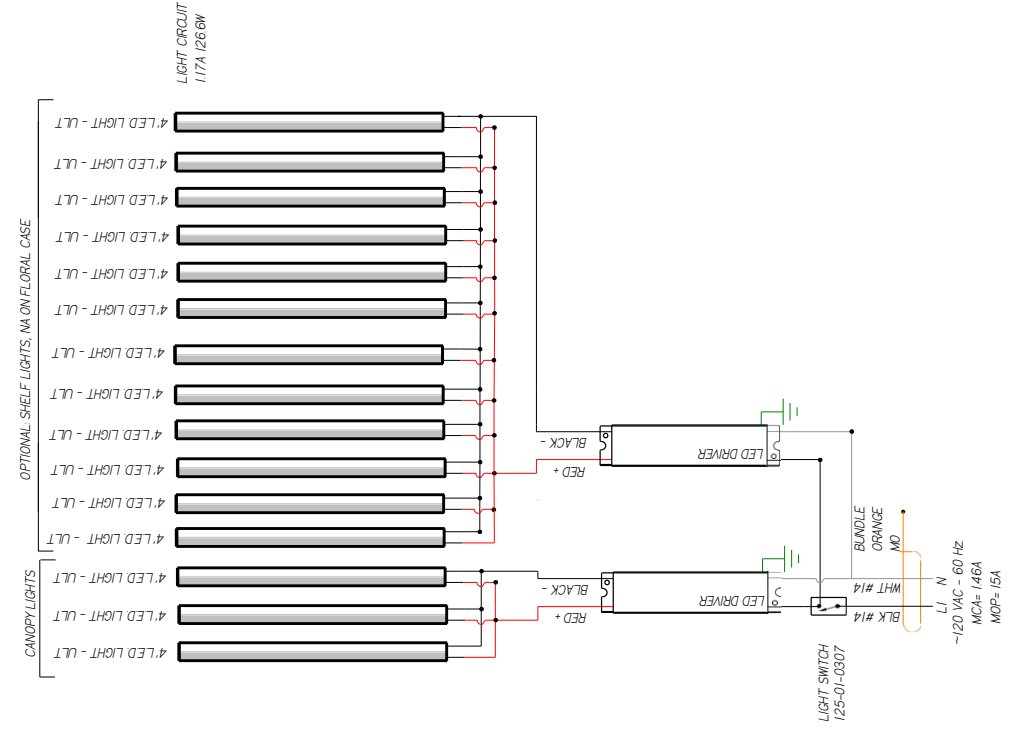 LIGHT CIRCUIT
1.17A 126.6W
OPTIONAL: SHELF LIGHTS, NA ON FLORAL CASE
4' LED LIGHT - ULT
4' LED LIGHT - ULT
4' LED LIGHT - ULT
4' LED LIGHT - ULT
4' LED LIGHT - ULT
4' LED LIGHT - ULT
4' LED LIGHT - ULT
4' LED LIGHT - ULT
4' LED LIGHT - ULT
4' LED LIGHT - ULT
4' LED LIGHT - ULT
4' LED LIGHT - ULT
CANOPY LIGHTS
4' LED LIGHT - ULT
4' LED LIGHT - ULT
4' LED LIGHT - ULT
BLACK -
RED +
LED DRIVER
BLACK -
RED +
LED DRIVER
BUNDLE
ORANGE
MO
WHT #14
BLK #14
L1 N
~120 VAC - 60 Hz
MCA= 1.46A
MOP= 15A
LIGHT SWITCH
125-01-0307